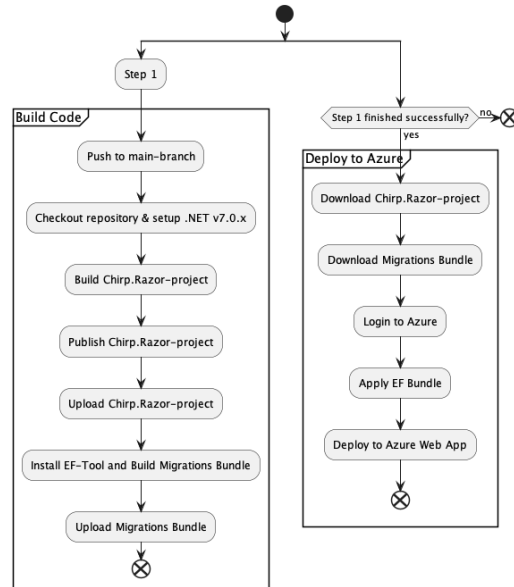 Step 1
Build Code
Push to main-branch
Checkout repository & setup .NET v7.0.x
Build Chirp.Razor-project
Publish Chirp.Razor-project
Upload Chirp.Razor-project
Install EF-Tool and Build Migrations Bundle
Upload Migrations Bundle
Step 1 finished successfully?
no
yes
Deploy to Azure
Download Chirp.Razor-project
Download Migrations Bundle
Login to Azure
Apply EF Bundle
Deploy to Azure Web App